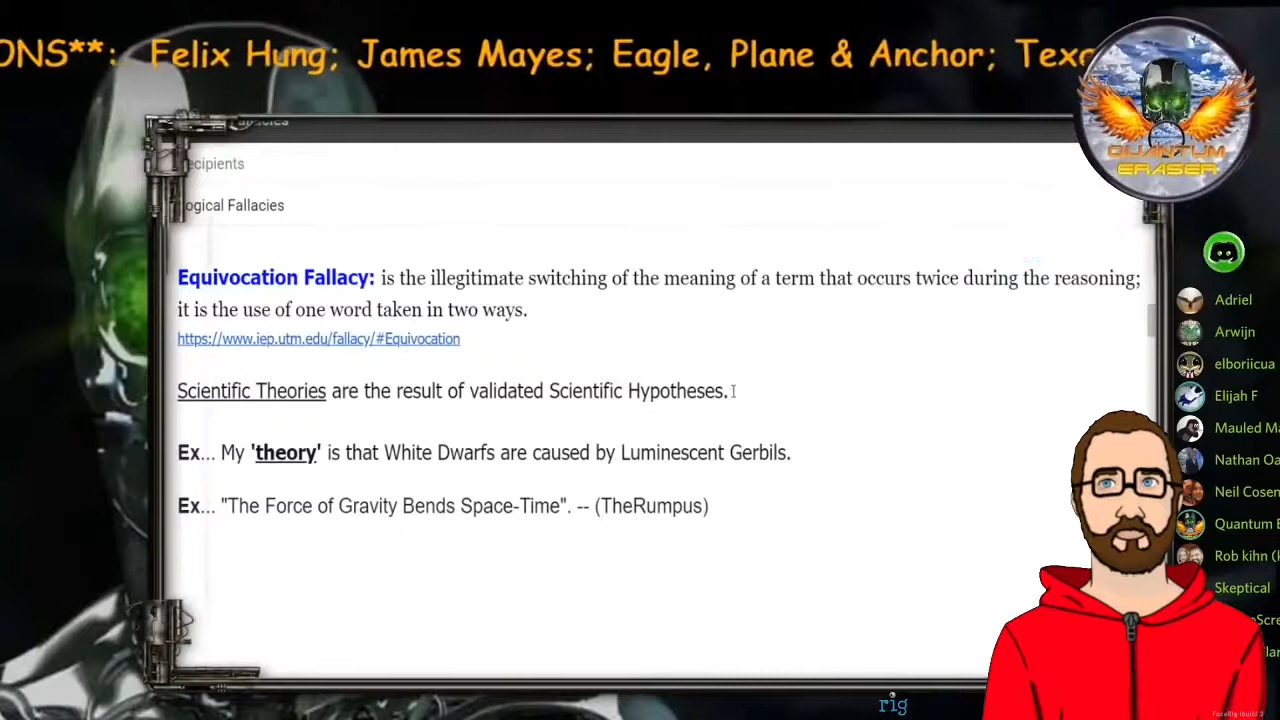 ONS**: Felix Hung; James Mayes; Eagle, Plane & Anchor; Texa
QUANTUM
ERASER
ecipients
ogical Fallacies
Equivocation Fallacy: is the illegitimate switching of the meaning of a term that occurs twice during the reasoning;
it is the use of one word taken in two ways.
https://www.iep.utm.edu/fallacy/#Equivocation
Scientific Theories are the result of validated Scientific Hypotheses.
Ex... My 'theory' is that White Dwarfs are caused by Luminescent Gerbils.
Ex... "The Force of Gravity Bends Space-Time". -- (TheRumpus)
Adriel
Arwijn
elboriicua
Elijah F
Mauled Ma
Nathan Oa
Neil Cosen
Quantum E
Rob kihn (k
Skeptical
rig